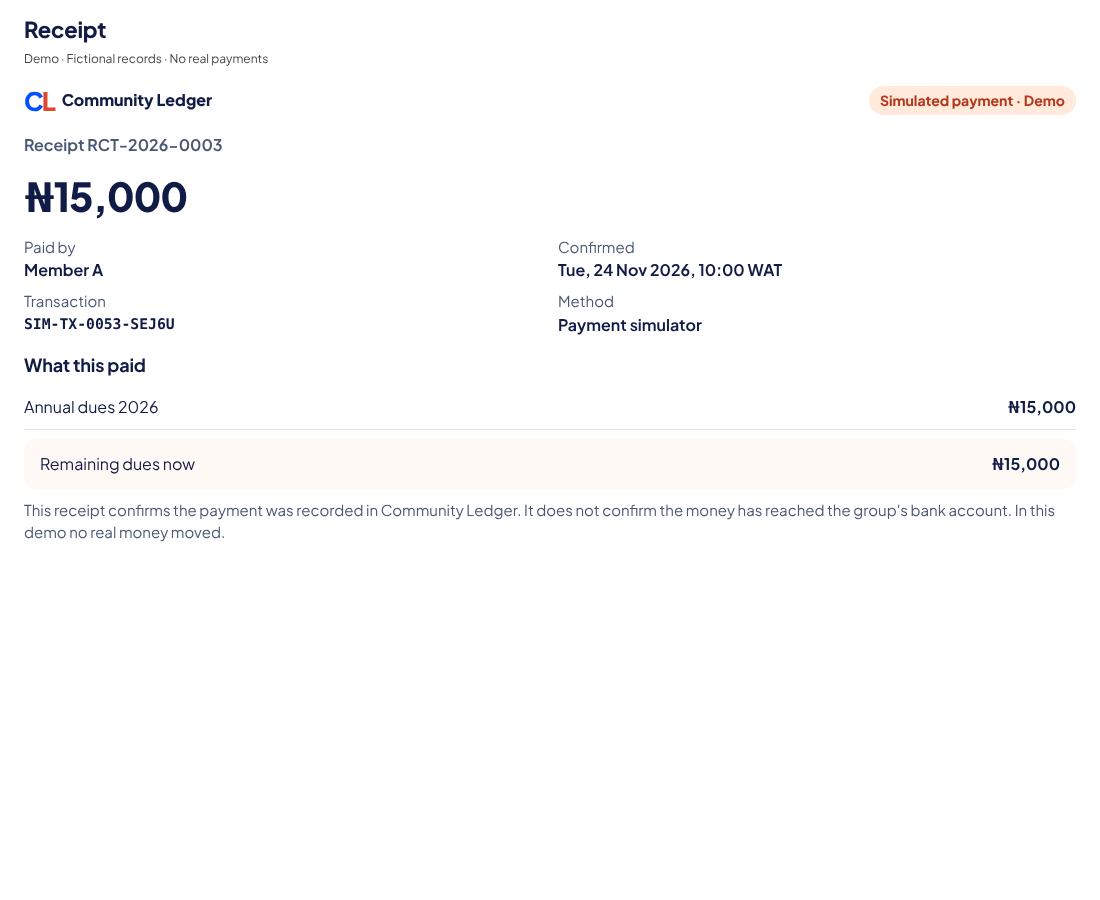 Receipt
Demo · Fictional records · No real payments
CL Community Ledger
Simulated payment · Demo
Receipt RCT-2026-0003
₦15,000
Paid by
Member A
Confirmed
Tue, 24 Nov 2026, 10:00 WAT
Transaction
SIM-TX-0053-SEJ6U
Method
Payment simulator
What this paid
Annual dues 2026 ₦15,000
Remaining dues now ₦15,000
This receipt confirms the payment was recorded in Community Ledger. It does not confirm the money has reached the group's bank account. In this
demo no real money moved.